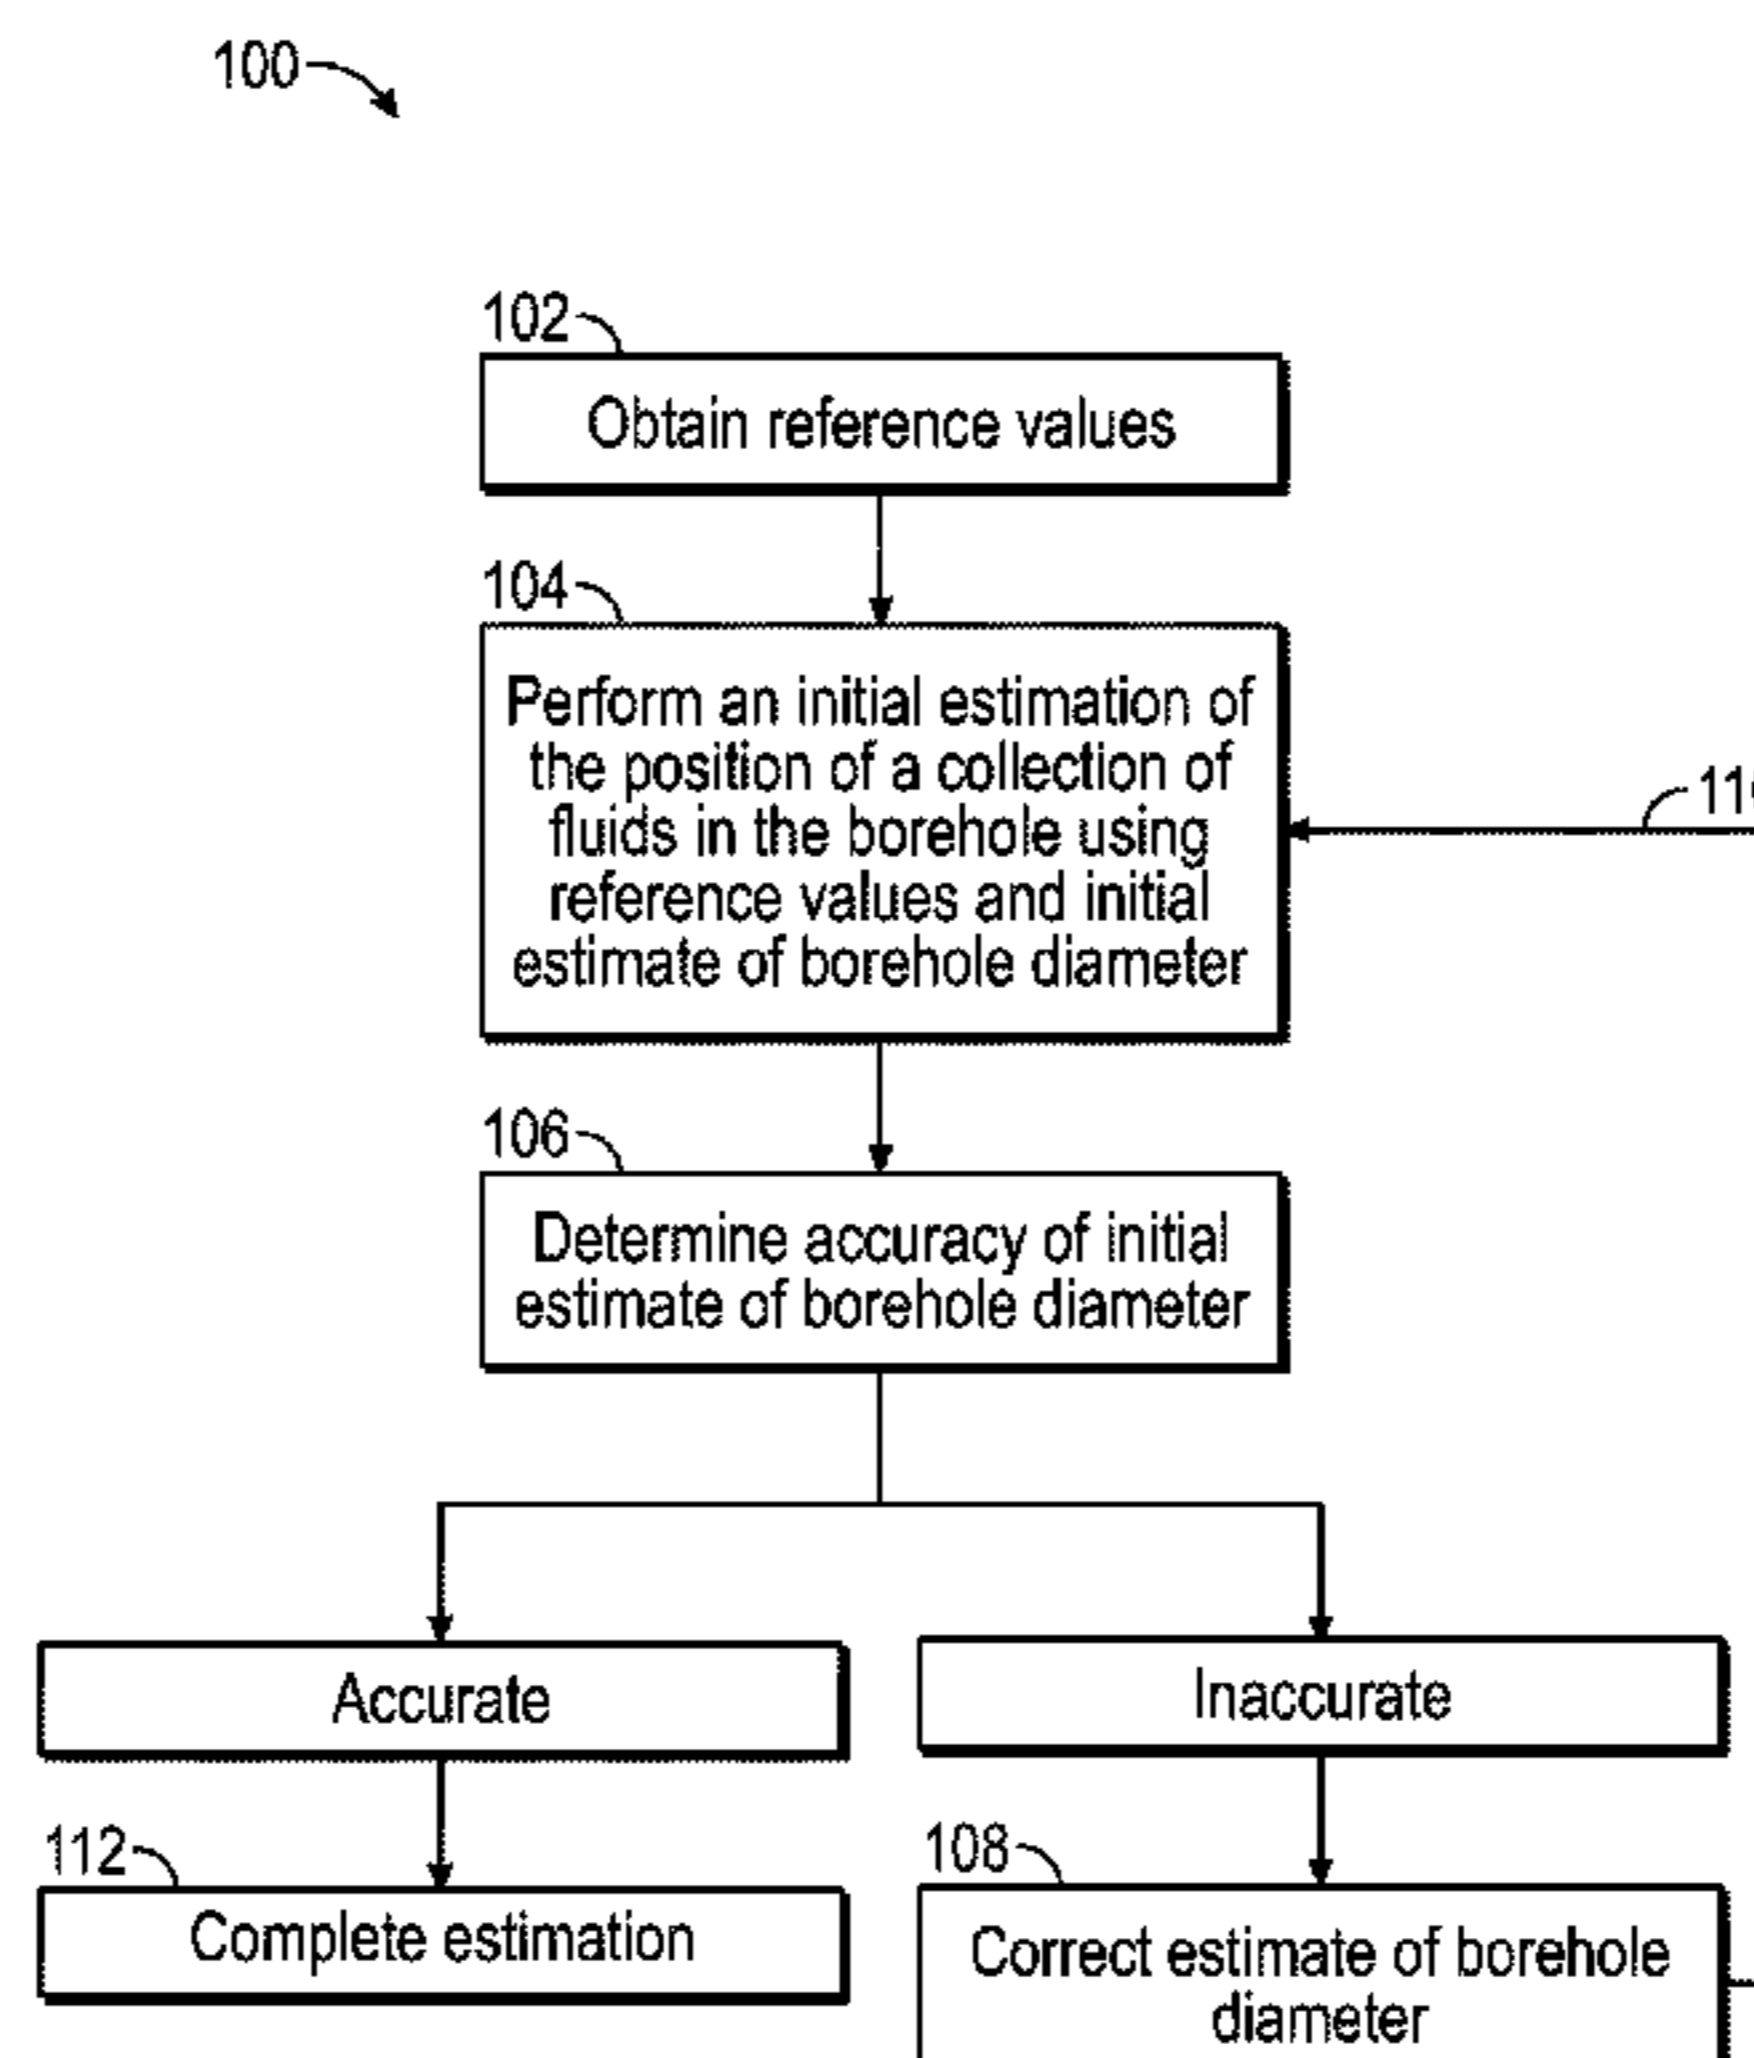 100
102
Obtain reference values
104
Perform an initial estimation of
the position of a collection of
fluids in the borehole using
reference values and initial
estimate of borehole diameter
106
Determine accuracy of initial
estimate of borehole diameter
Accurate
Inaccurate
112
Complete estimation
108
Correct estimate of borehole
diameter